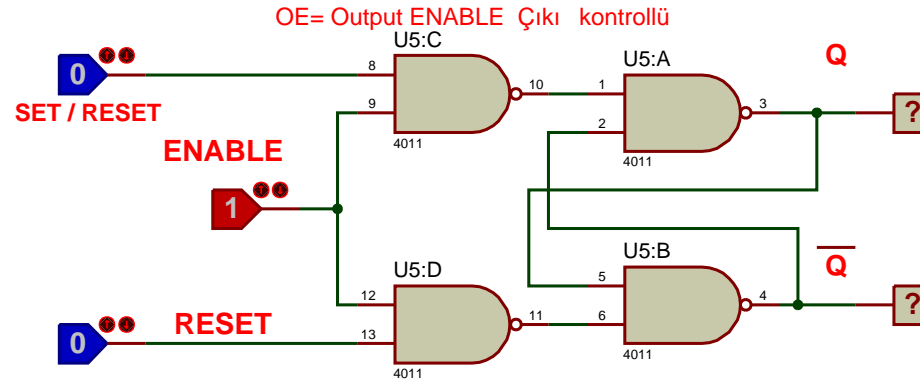 OE= Output ENABLE Çıkı kontrollü
U5:C
U5:A
Q
0
8
10
1
3
?
SET / RESET
9
2
4011
4011
ENABLE
1
U5:D
U5:B
Q
12
5
4
?
RESET
11
6
0
13
4011
4011